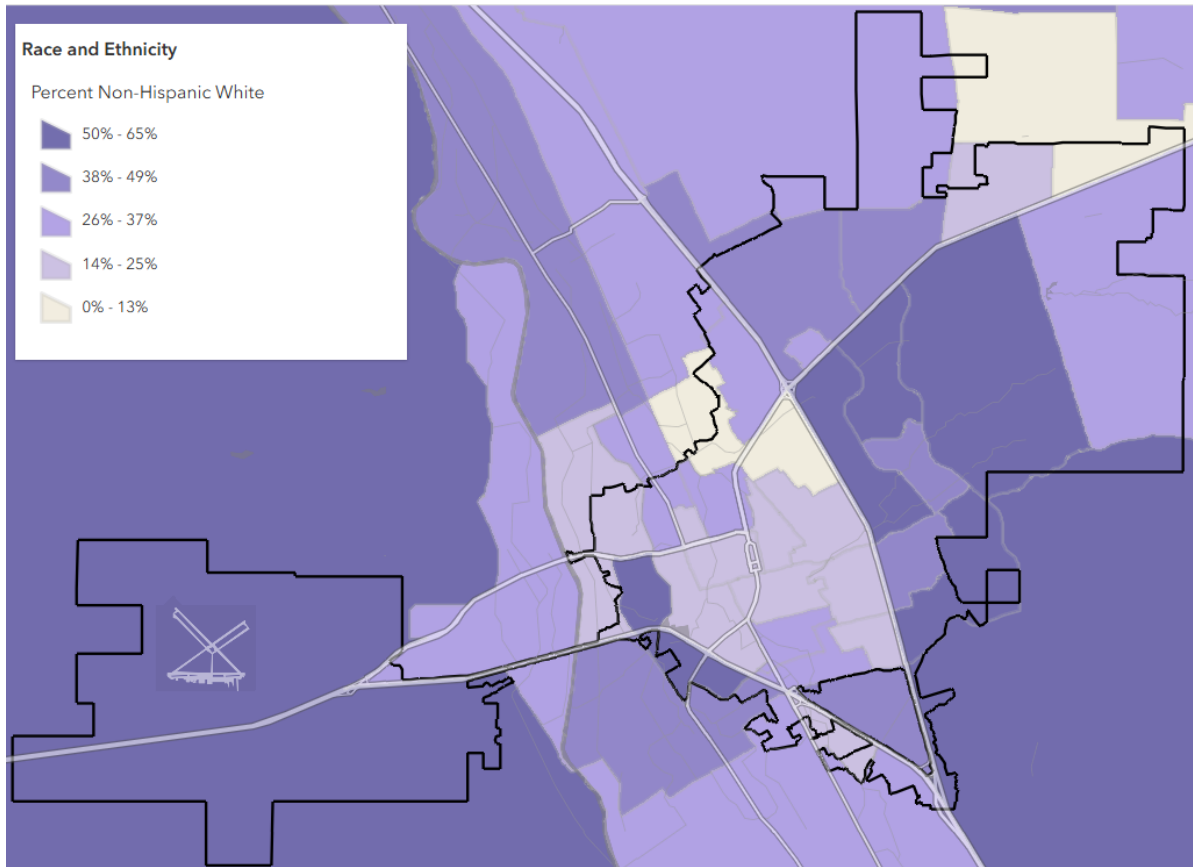 Race and Ethnicity
Percent Non-Hispanic White
50% - 65%
38% - 49%
26% - 37%
14% - 25%
0% - 13%